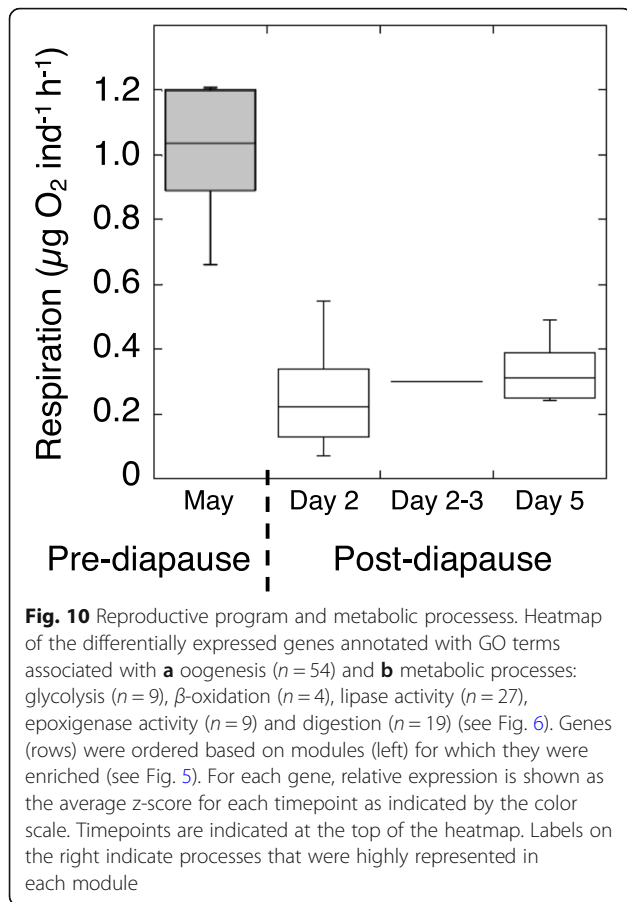 Respiration (µg O₂ ind⁻¹ h⁻¹)
1.2
1.0
0.8
0.6
0.4
0.2
0
May
Day 2
Day 2-3
Day 5
Pre-diapause
Post-diapause
Fig. 10 Reproductive program and metabolic processess. Heatmap
of the differentially expressed genes annotated with GO terms
associated with a oogenesis (n = 54) and b metabolic processes:
glycolysis (n = 9), β-oxidation (n = 4), lipase activity (n = 27),
epoxigenase activity (n = 9) and digestion (n = 19) (see Fig. 6). Genes
(rows) were ordered based on modules (left) for which they were
enriched (see Fig. 5). For each gene, relative expression is shown as
the average z-score for each timepoint as indicated by the color
scale. Timepoints are indicated at the top of the heatmap. Labels on
the right indicate processes that were highly represented in
each module